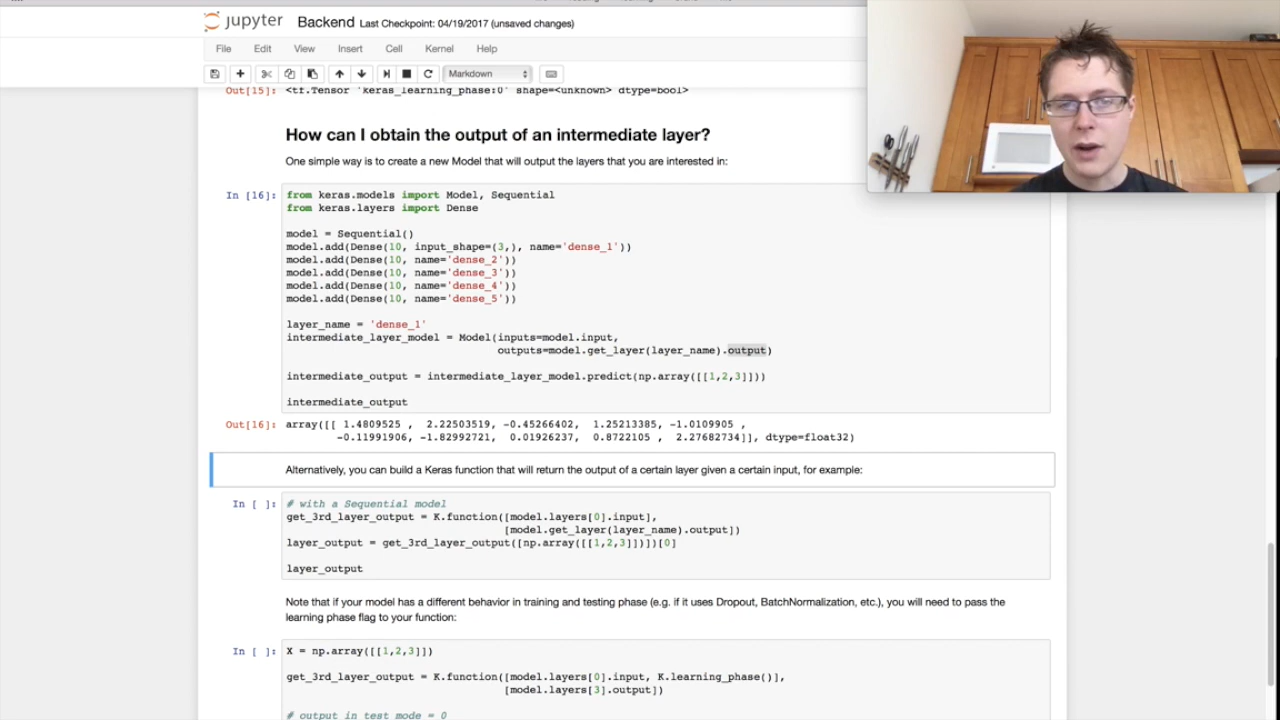 jupyter Backend Last Checkpoint: 04/19/2017 (unsaved changes)
File Edit View Insert Cell Kernel Help
Markdown
Out[15]: <tf.Tensor 'keras_learning_phase:0' shape=<unknown> dtype=bool>
How can I obtain the output of an intermediate layer?
One simple way is to create a new Model that will output the layers that you are interested in:
In [16]: from keras.models import Model, Sequential
from keras.layers import Dense
model = Sequential()
model.add(Dense(10, input_shape=(3,), name='dense_1'))
model.add(Dense(10, name='dense_2'))
model.add(Dense(10, name='dense_3'))
model.add(Dense(10, name='dense_4'))
model.add(Dense(10, name='dense_5'))
layer_name = 'dense_1'
intermediate_layer_model = Model(inputs=model.input,
outputs=model.get_layer(layer_name).output)
intermediate_output = intermediate_layer_model.predict(np.array([[1,2,3]]))
intermediate_output
Out[16]: array([[ 1.4809525 , 2.22503519, -0.45266402, 1.25213385, -1.0109905 ,
-0.11991906, -1.82992721, 0.01926237, 0.8722105 , 2.27682734]], dtype=float32)
Alternatively, you can build a Keras function that will return the output of a certain layer given a certain input, for example:
In [ ]: # with a Sequential model
get_3rd_layer_output = K.function([model.layers[0].input],
[model.get_layer(layer_name).output])
layer_output = get_3rd_layer_output([np.array([[1,2,3]])])[0]
layer_output
Note that if your model has a different behavior in training and testing phase (e.g. if it uses Dropout, BatchNormalization, etc.), you will need to pass the
learning phase flag to your function:
In [ ]: X = np.array([[1,2,3]])
get_3rd_layer_output = K.function([model.layers[0].input, K.learning_phase()],
[model.layers[3].output])
# output in test mode = 0